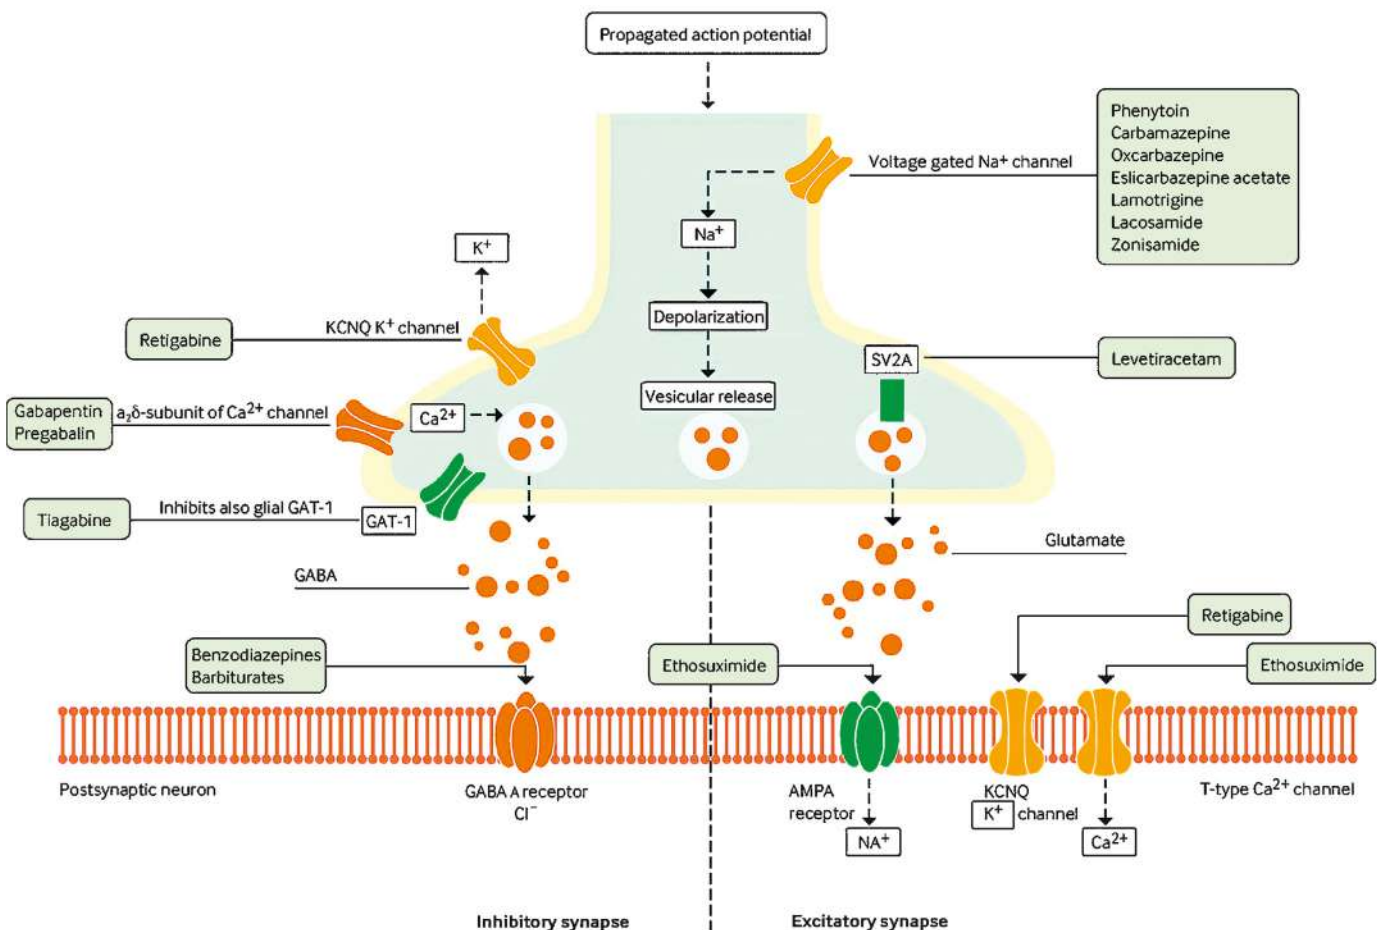 Propagated action potential
Phenytoin
Carbamazepine
Oxcarbazepine
Eslicarbazepine acetate
Lamotrigine
Lacosamide
Zonisamide
Voltage gated Na⁺ channel
Na⁺
K⁺
Depolarization
KCNQ K⁺ channel
Retigabine
SV2A
Levetiracetam
Vesicular release
Gabapentin
Pregabalin
a₂δ-subunit of Ca²⁺ channel
Ca²⁺
Tiagabine
Inhibits also glial GAT-1
GAT-1
Glutamate
GABA
Retigabine
Benzodiazepines
Barbiturates
Ethosuximide
Ethosuximide
Postsynaptic neuron
GABA A receptor
Cl⁻
AMPA
receptor
NA⁺
KCNQ
K⁺ channel
Ca²⁺
T-type Ca²⁺ channel
Inhibitory synapse
Excitatory synapse